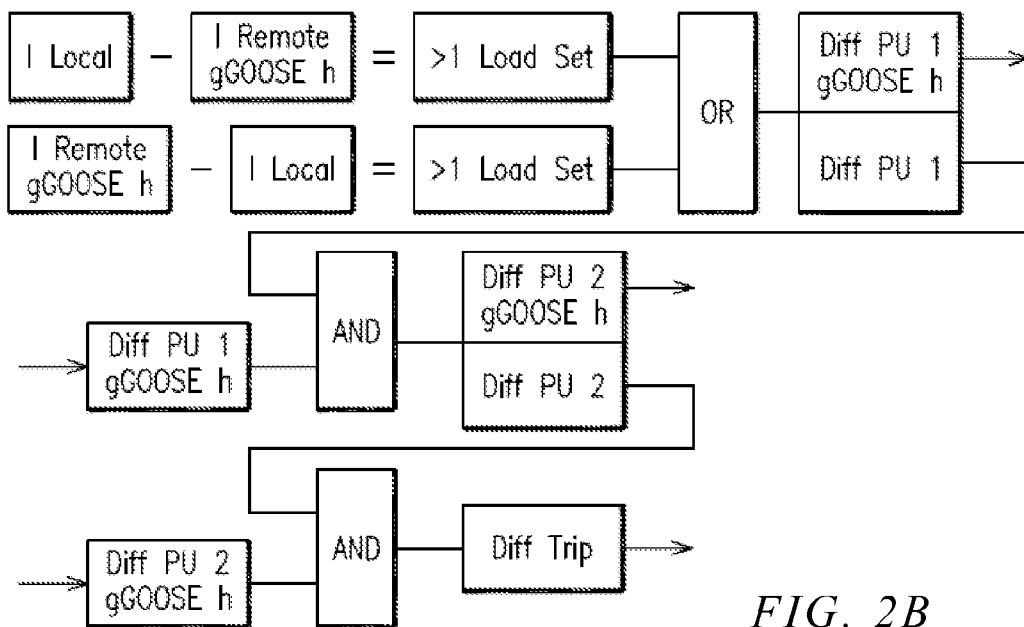 I Local − I Remote gGOOSE h = >1 Load Set
OR
Diff PU 1
gGOOSE h
Diff PU 1
I Remote gGOOSE h − I Local = >1 Load Set
AND
Diff PU 2
gGOOSE h
Diff PU 2
Diff PU 1
gGOOSE h
AND
Diff Trip
Diff PU 2
gGOOSE h
FIG. 2B